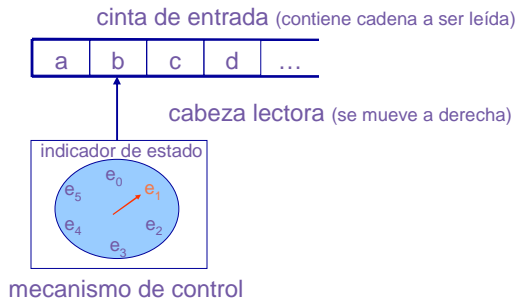 cinta de entrada (contiene cadena a ser leída)
a b c d …
cabeza lectora (se mueve a derecha)
indicador de estado
e0
e5 e1
e4 e2
e3
mecanismo de control